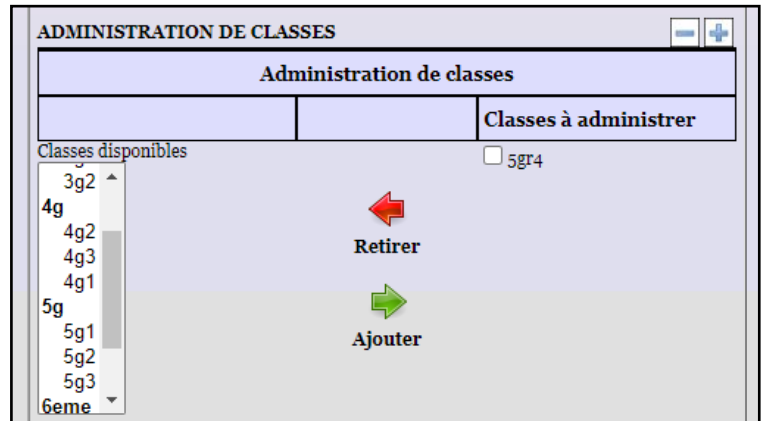 ADMINISTRATION DE CLASSES
Administration de classes
Classes à administrer
Classes disponibles
5gr4
3g2
4g
4g2
4g3
4g1
5g
5g1
5g2
5g3
6eme
Retirer
Ajouter